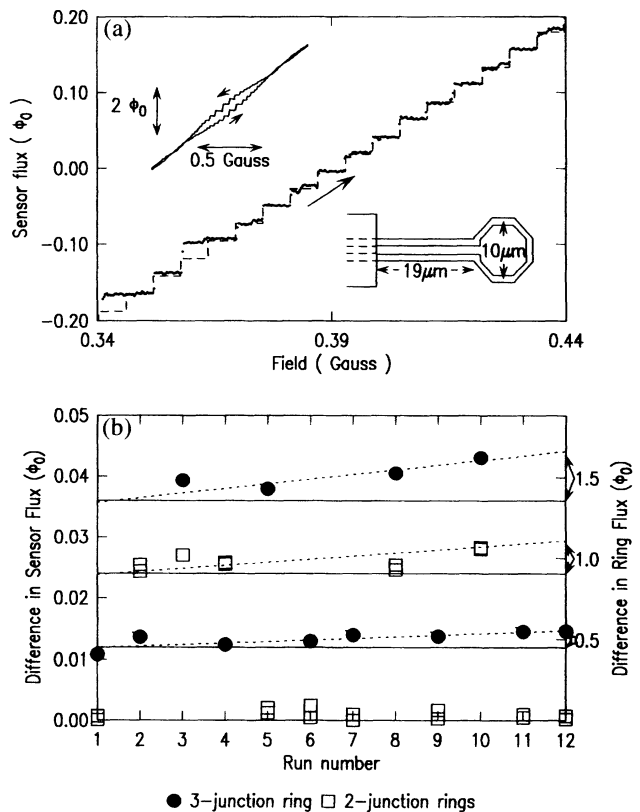 (a)
0.20
0.10
0.00
−0.10
−0.20
Sensor flux ( Φ₀ )
2 Φ₀
0.5 Gauss
10μm
19μm
0.34
0.39
0.44
Field ( Gauss )
(b)
0.05
0.04
0.03
0.02
0.01
0.00
Difference in Sensor Flux (Φ₀)
1.5
1.0
0.5
Difference in Ring Flux (Φ₀)
1 2 3 4 5 6 7 8 9 10 11 12
Run number
3−junction ring 2−junction rings